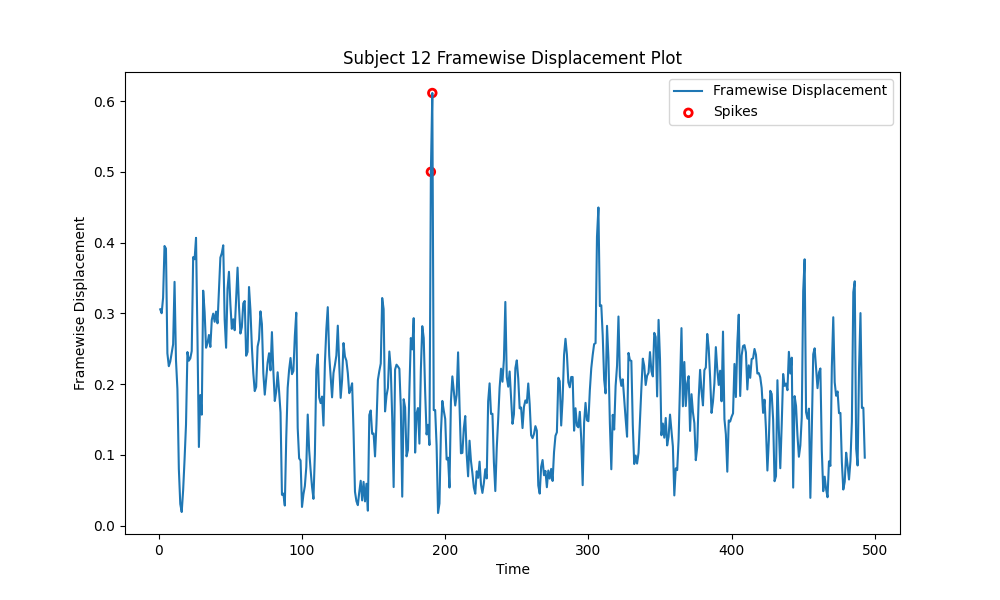 Subject 12 Framewise Displacement Plot
Framewise Displacement
Spikes
0.6
0.5
0.4
0.3
0.2
0.1
0.0
Framewise Displacement
0
100
200
300
400
500
Time